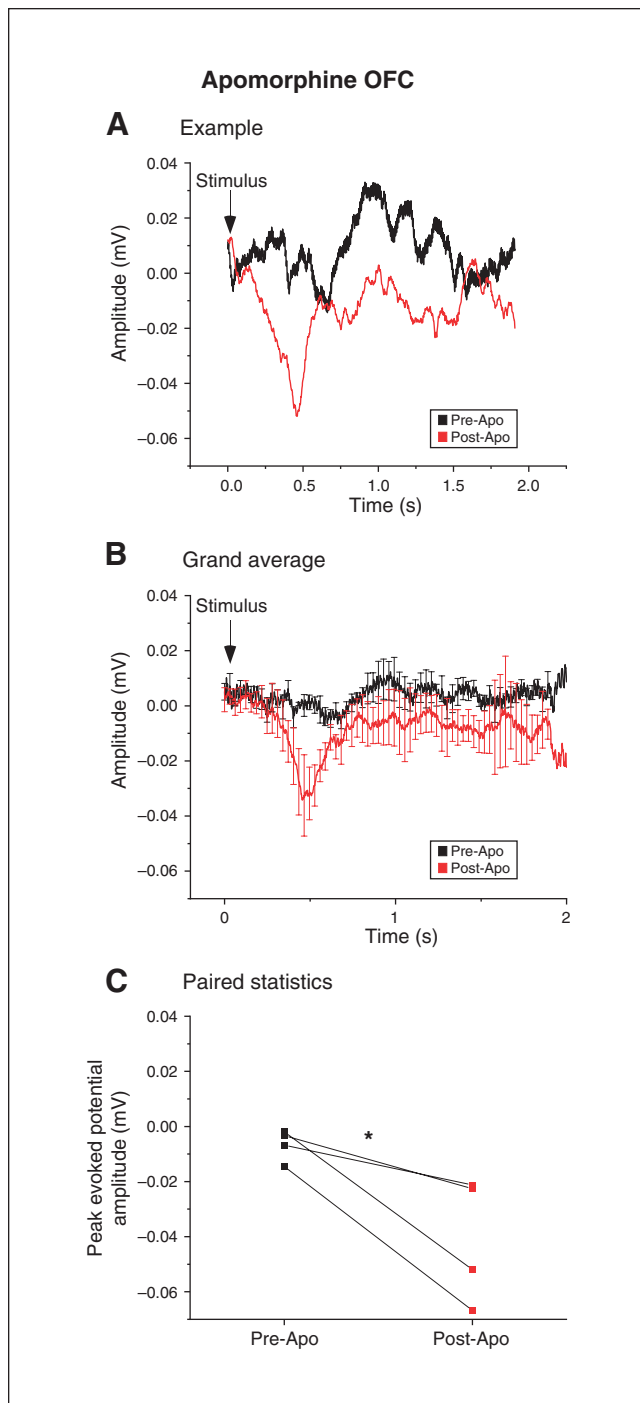 Apomorphine OFC
A Example
0.04
Stimulus
0.02
0.00
−0.02
−0.04
−0.06
Amplitude (mV)
Pre-Apo
Post-Apo
0.0 0.5 1.0 1.5 2.0
Time (s)
B Grand average
0.04
Stimulus
0.02
0.00
−0.02
−0.04
−0.06
Amplitude (mV)
Pre-Apo
Post-Apo
0 1 2
Time (s)
C Paired statistics
0.04
0.02
0.00
−0.02
−0.04
−0.06
Peak evoked potential
amplitude (mV)
*
Pre-Apo Post-Apo